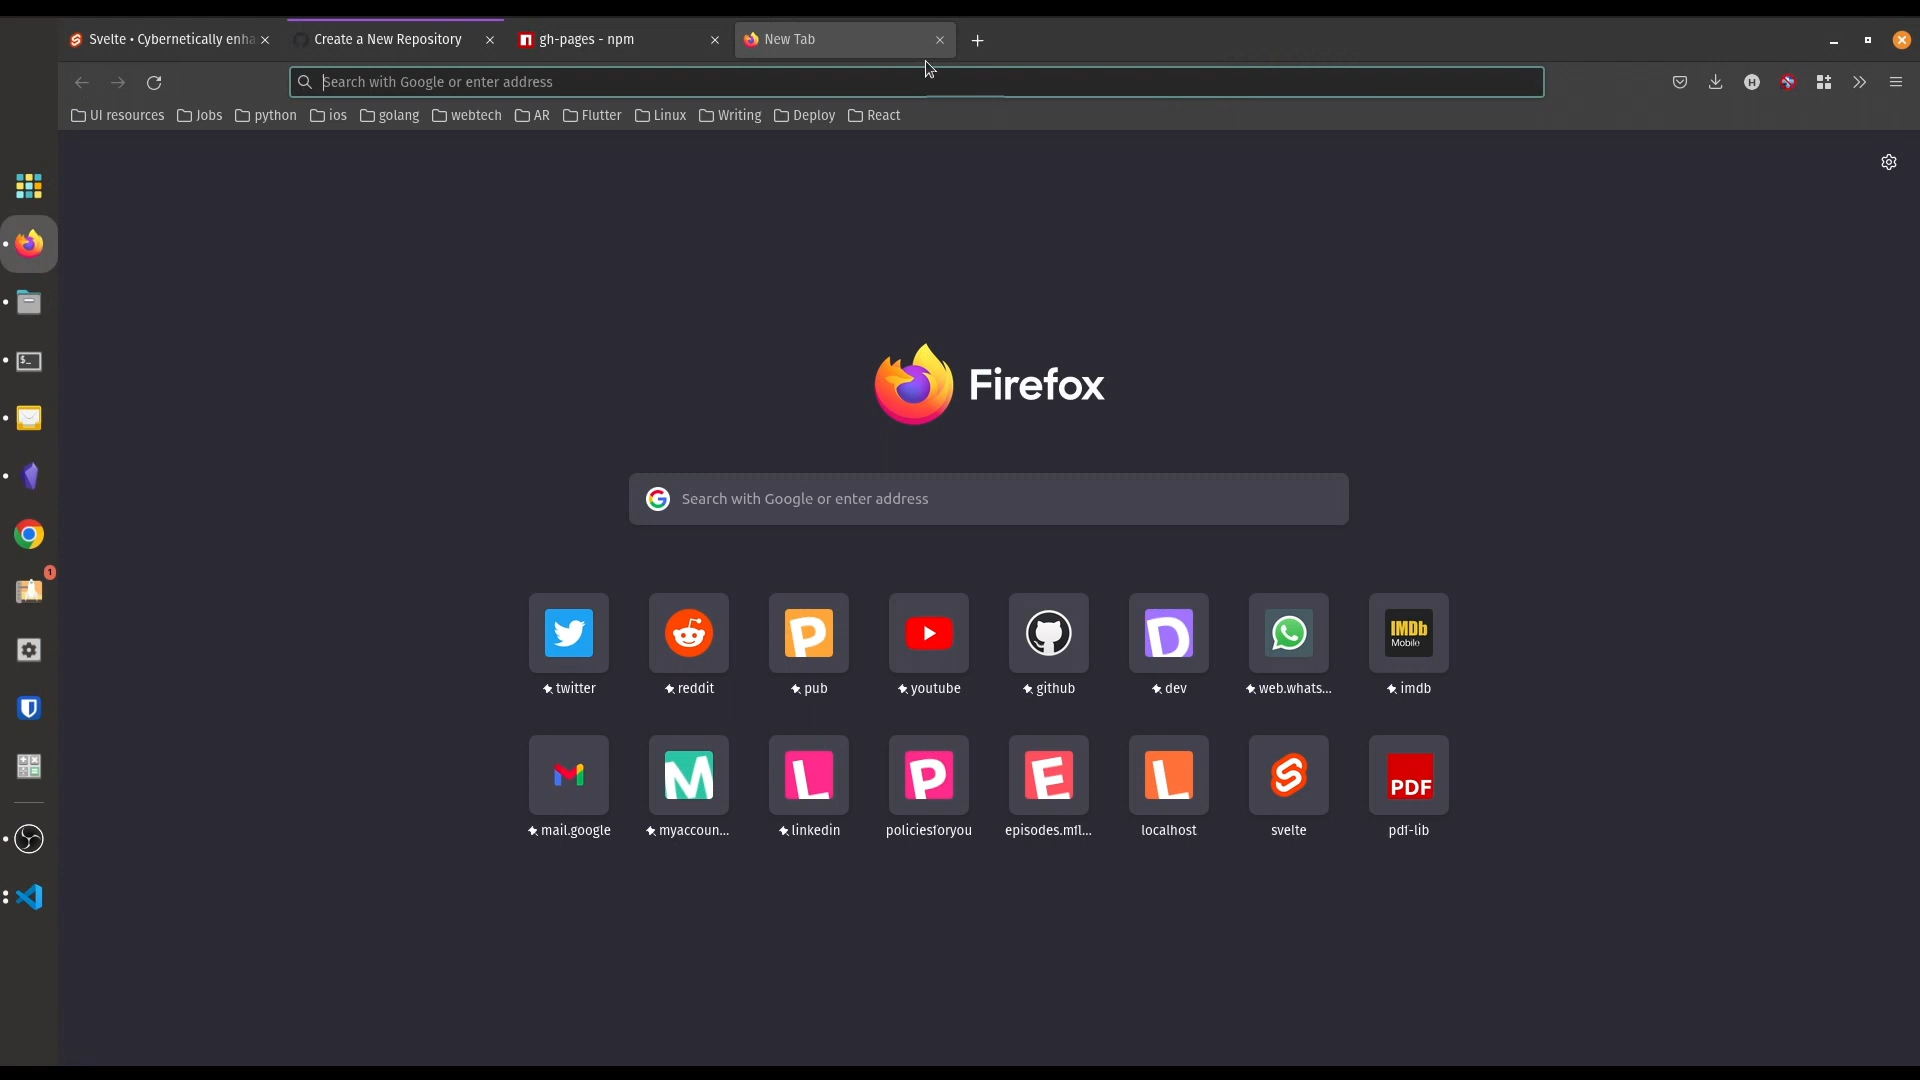 Svelte • Cybernetically enha
Create a New Repository
gh-pages - npm
New Tab
Search with Google or enter address
UI resources
Jobs
python
ios
golang
webtech
AR
Flutter
Linux
Writing
Deploy
React
Firefox
Search with Google or enter address
P
D
IMDb
Mobile
twitter
reddit
pub
youtube
github
dev
web.whats...
imdb
M
L
P
E
L
PDF
mail.google
myaccoun...
linkedin
policiesforyou
episodes.mfl...
localhost
svelte
pdf-lib
H
1
$_